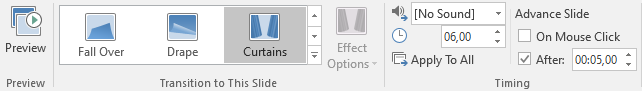 [No Sound]
Advance Slide
06,00
On Mouse Click
Preview
Fall Over
Drape
Curtains
Effect
Options
Apply To All
After: 00:05,00
Preview
Transition to This Slide
Timing